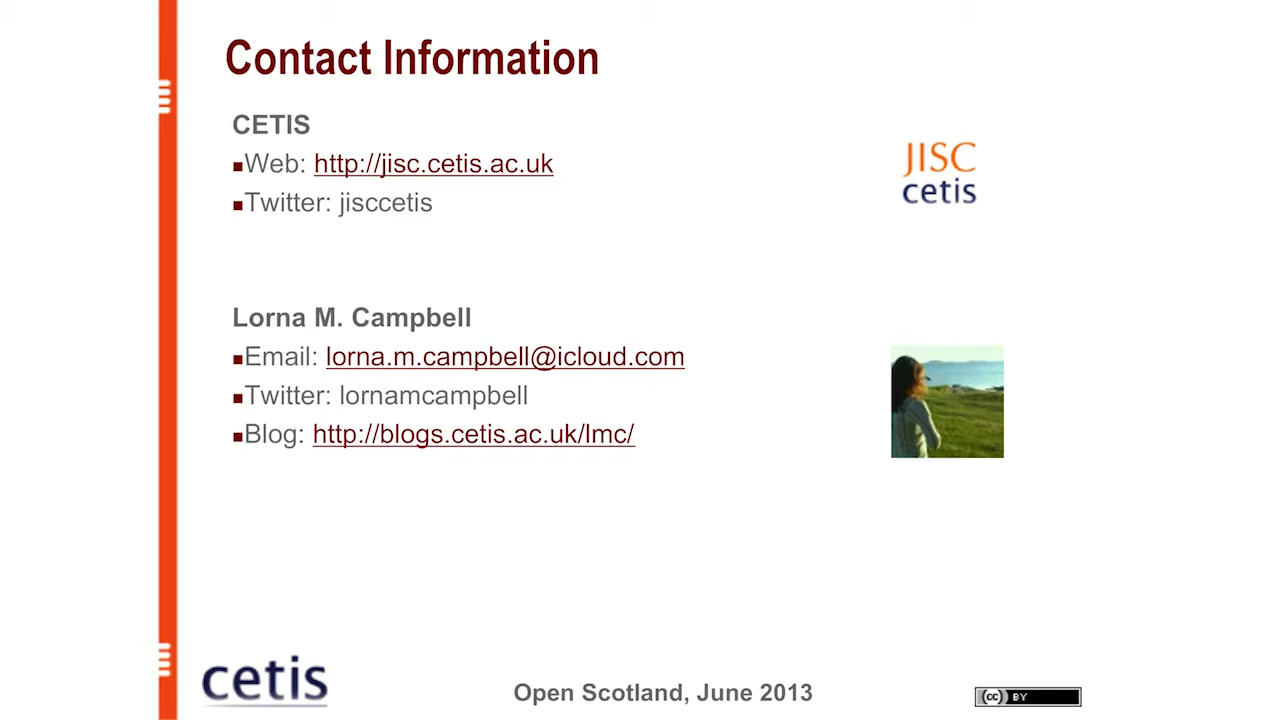 Contact Information
CETIS
▪Web: http://jisc.cetis.ac.uk
▪Twitter: jisccetis
JISC
cetis
Lorna M. Campbell
▪Email: lorna.m.campbell@icloud.com
▪Twitter: lornamcampbell
▪Blog: http://blogs.cetis.ac.uk/lmc/
cetis
Open Scotland, June 2013
cc BY